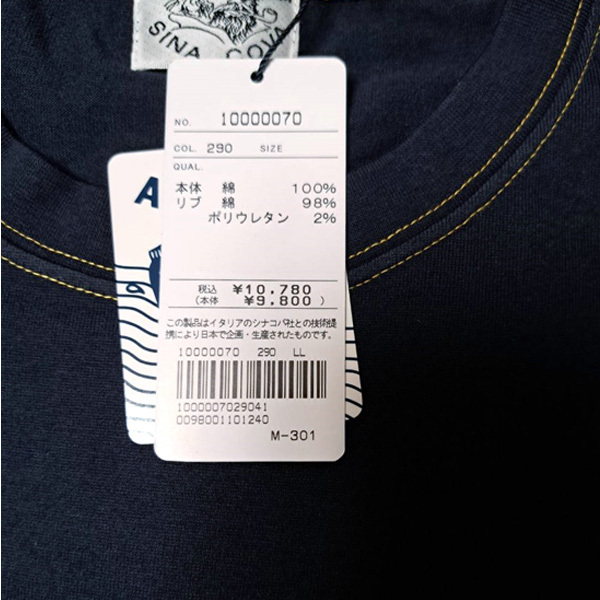 SINA COVA
NO. 10000070
COL. 290 SIZE
QUAL.
本体 綿 100%
リブ 綿 98%
ポリウレタン 2%
税込 ¥10,780
(本体 ¥9,800)
この製品はイタリアのシナコバ社との技術提
携により日本で企画・生産されたものです。
10000070 290 LL
1000007029041
0098001101240
M-301
A